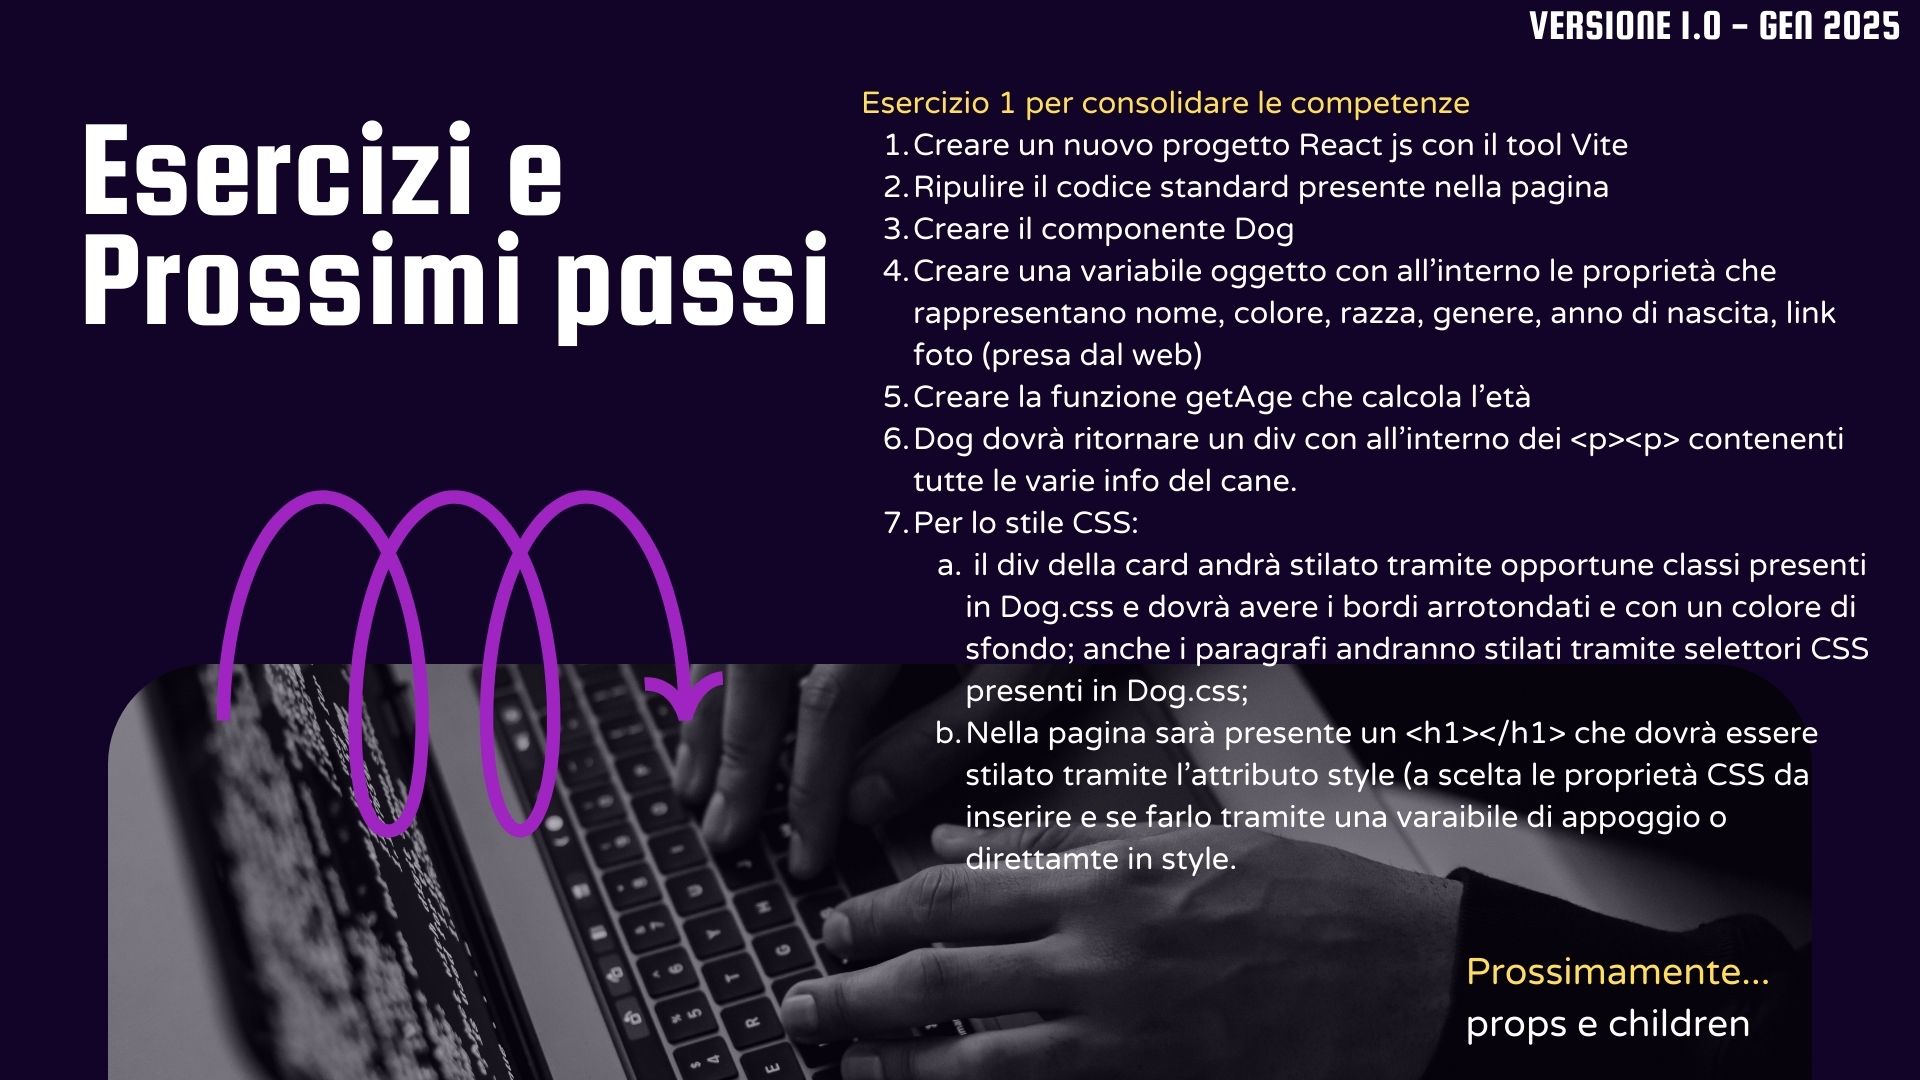 VERSIONE 1.0 - GEN 2025
Esercizi e
Prossimi passi
Esercizio 1 per consolidare le competenze
1. Creare un nuovo progetto React js con il tool Vite
2. Ripulire il codice standard presente nella pagina
3. Creare il componente Dog
4. Creare una variabile oggetto con all’interno le proprietà che
rappresentano nome, colore, razza, genere, anno di nascita, link
foto (presa dal web)
5. Creare la funzione getAge che calcola l’età
6. Dog dovrà ritornare un div con all’interno dei <p><p> contenenti
tutte le varie info del cane.
7. Per lo stile CSS:
a. il div della card andrà stilato tramite opportune classi presenti
in Dog.css e dovrà avere i bordi arrotondati e con un colore di
sfondo; anche i paragrafi andranno stilati tramite selettori CSS
presenti in Dog.css;
b. Nella pagina sarà presente un <h1></h1> che dovrà essere
stilato tramite l’attributo style (a scelta le proprietà CSS da
inserire e se farlo tramite una varaibile di appoggio o
direttamte in style.
Prossimamente...
props e children